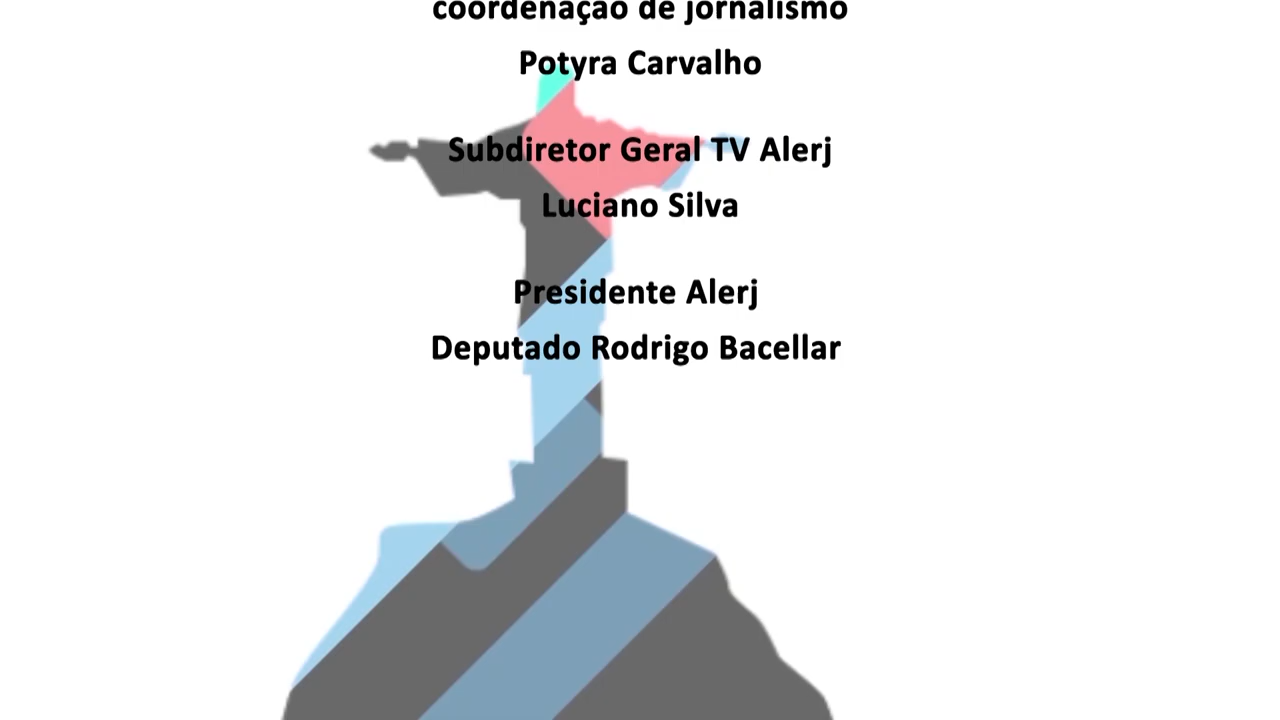 coordenação de jornalismo
Potyra Carvalho
Subdiretor Geral TV Alerj
Luciano Silva
Presidente Alerj
Deputado Rodrigo Bacellar